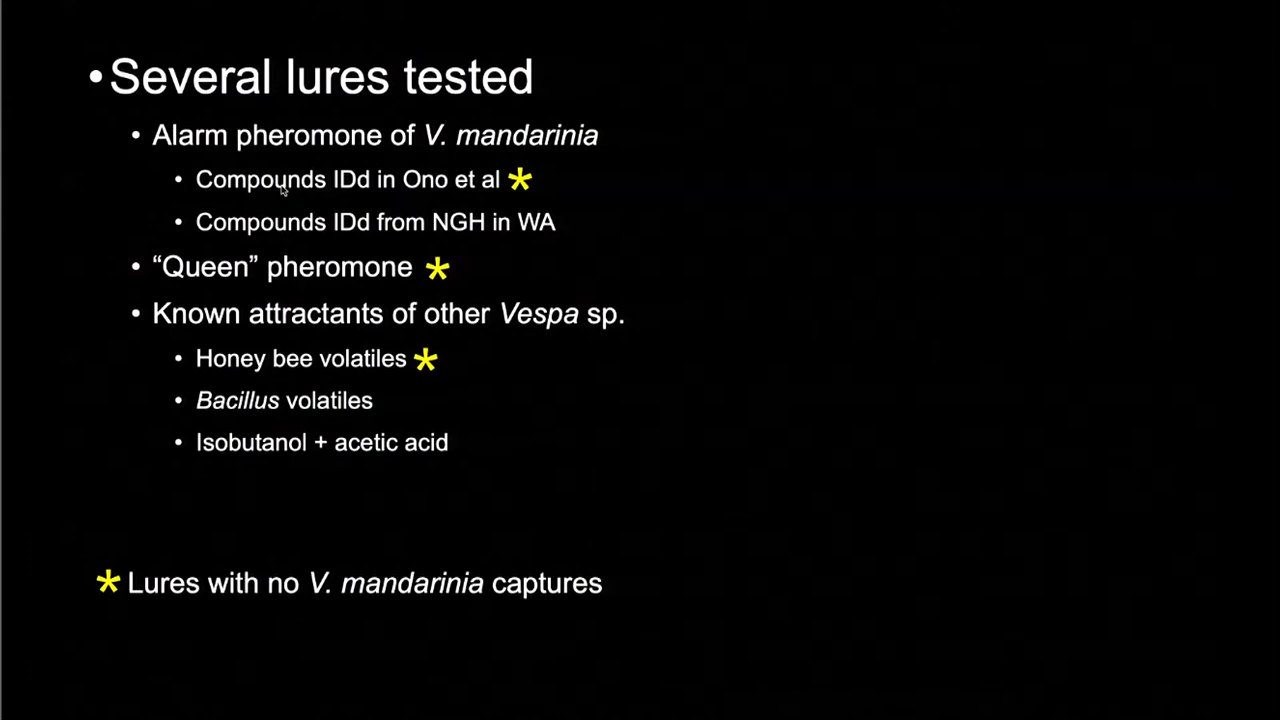 •Several lures tested
• Alarm pheromone of V. mandarinia
• Compounds IDd in Ono et al *
• Compounds IDd from NGH in WA
• “Queen” pheromone *
• Known attractants of other Vespa sp.
• Honey bee volatiles *
• Bacillus volatiles
• Isobutanol + acetic acid
* Lures with no V. mandarinia captures